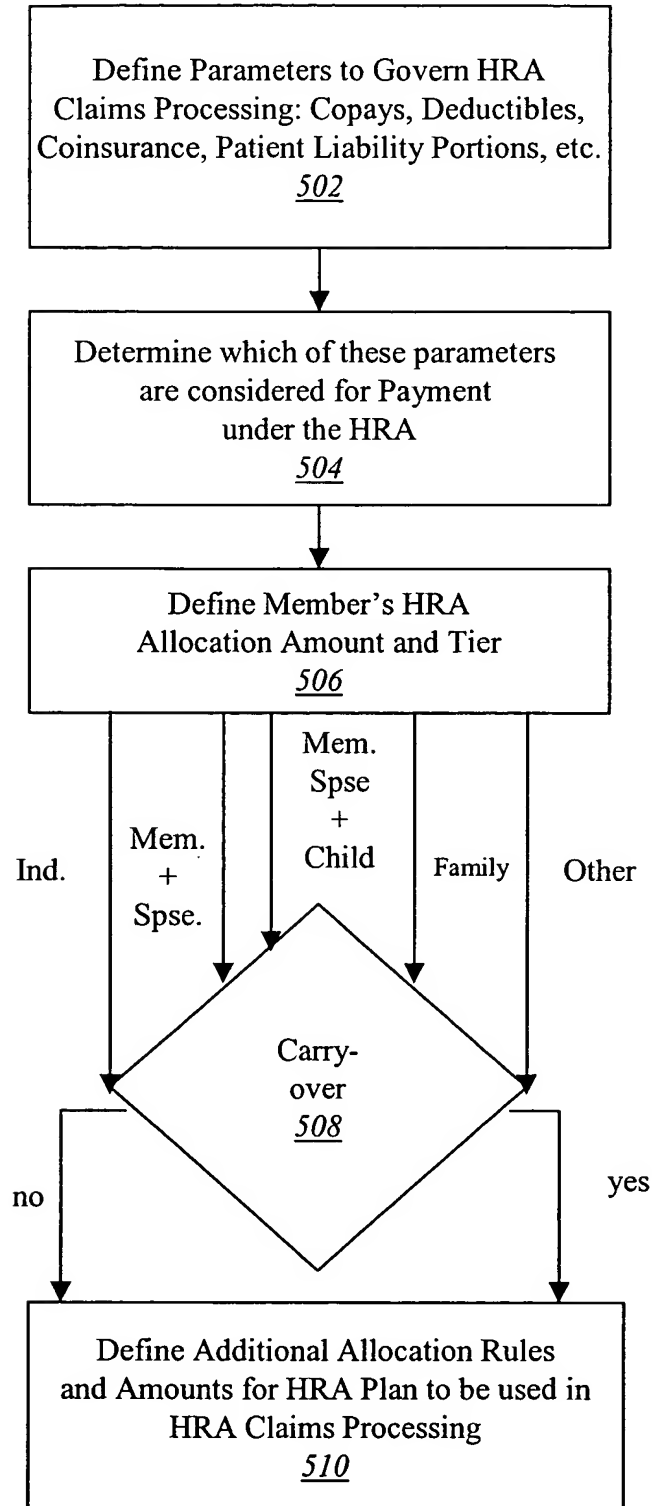 Define Parameters to Govern HRA
Claims Processing: Copays, Deductibles,
Coinsurance, Patient Liability Portions, etc.
502
Determine which of these parameters
are considered for Payment
under the HRA
504
Define Member's HRA
Allocation Amount and Tier
506
Ind.
Mem.
+
Spse.
Mem.
Spse
+
Child
Family
Other
Carry-
over
508
no
yes
Define Additional Allocation Rules
and Amounts for HRA Plan to be used in
HRA Claims Processing
510